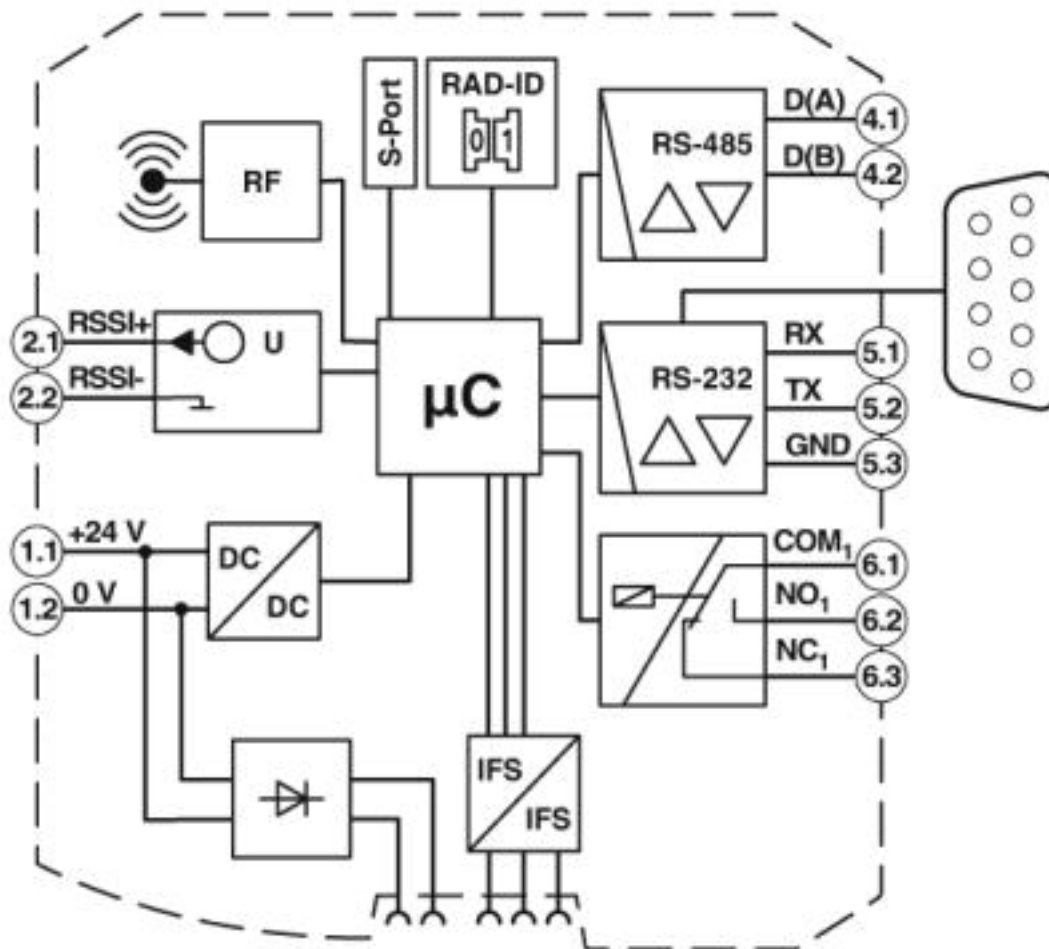 S-Port
RAD-ID
0 1
RF
RS-485
D(A)
4.1
D(B)
4.2
2.1
RSSI+
U
2.2
RSSI-
µC
RS-232
RX
5.1
TX
5.2
GND
5.3
1.1
+24 V
DC
DC
1.2
0 V
COM₁
6.1
NO₁
6.2
NC₁
6.3
IFS
IFS